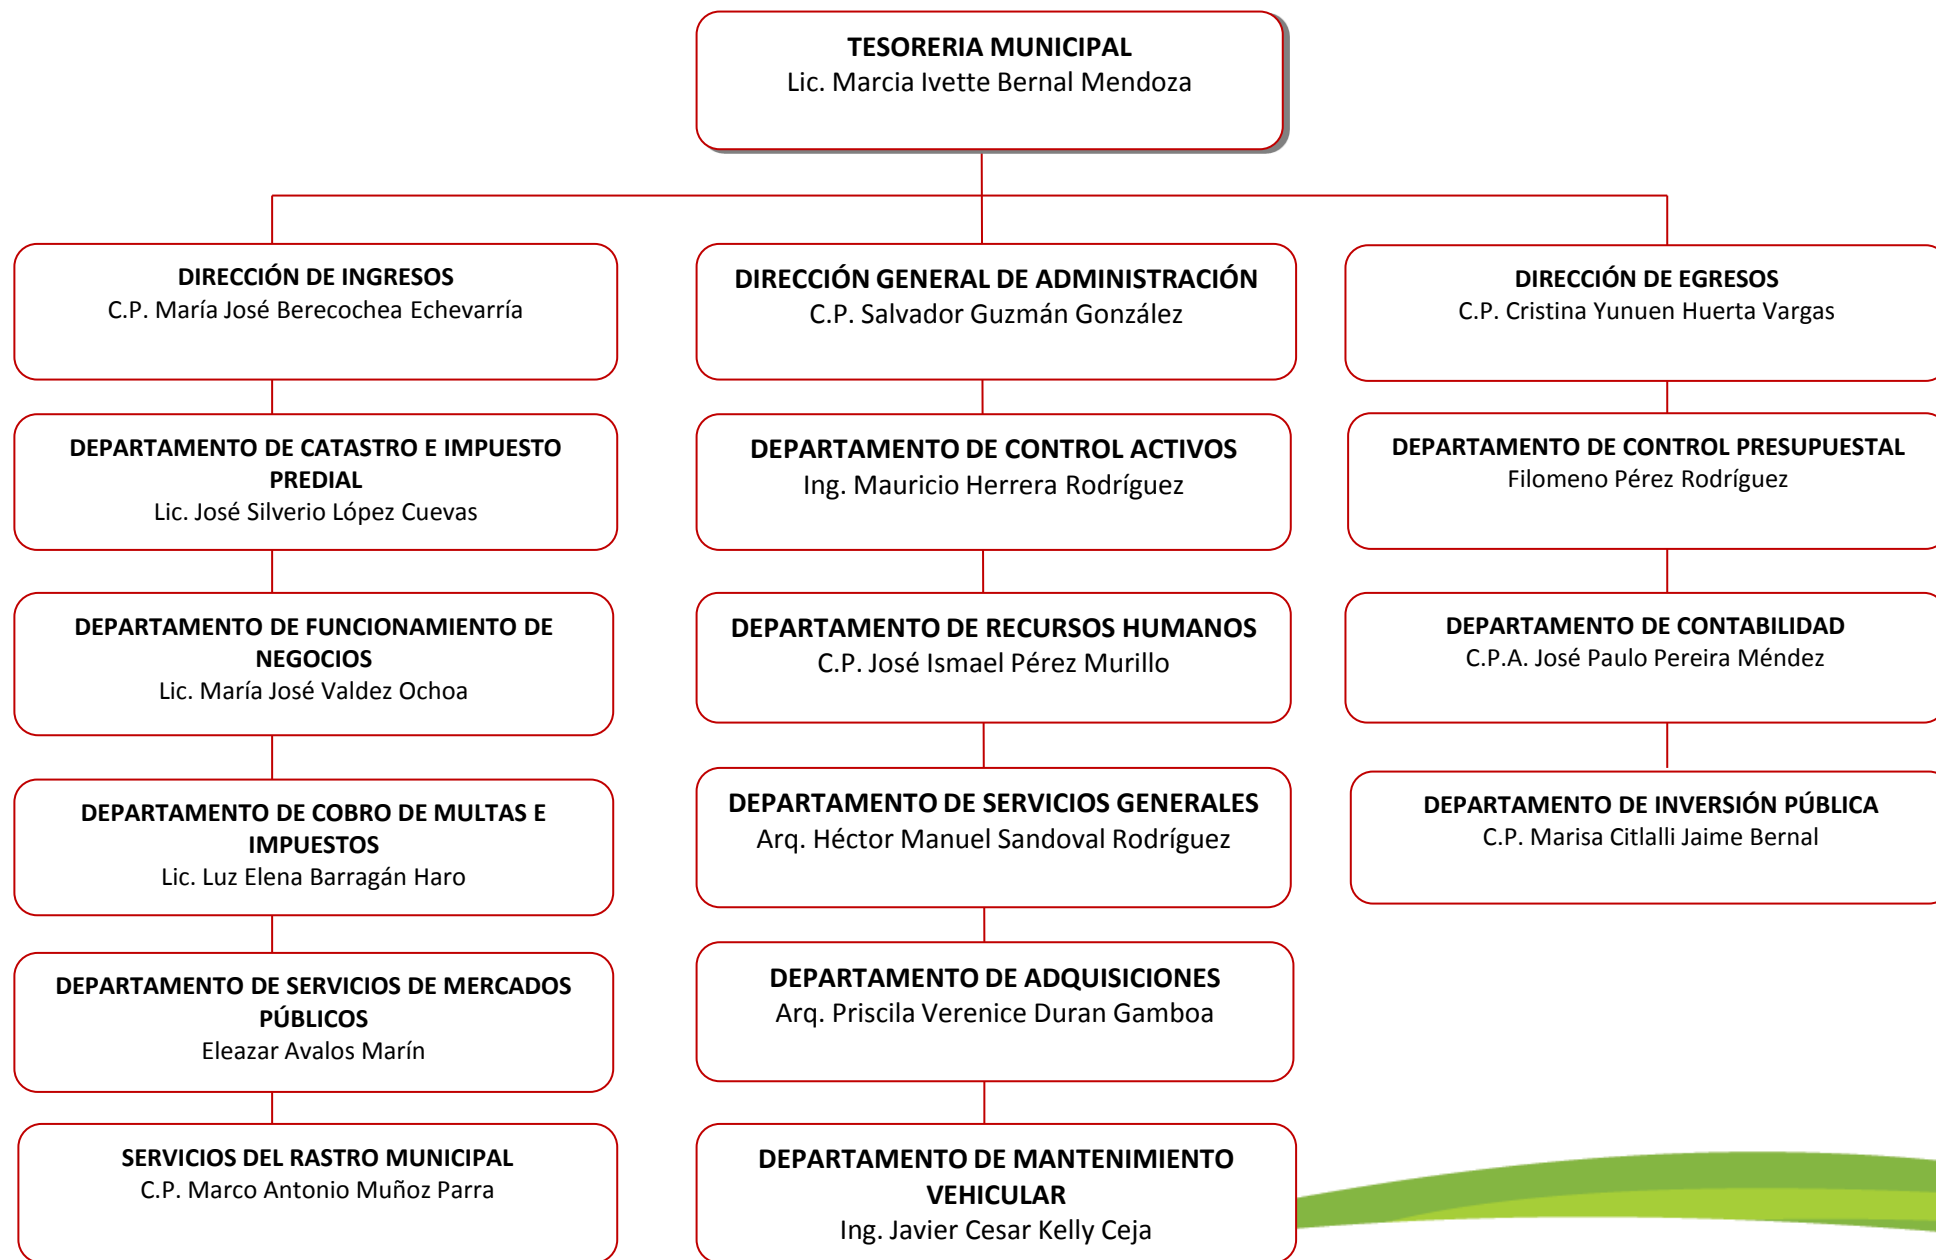 TESORERIA MUNICIPAL
Lic. Marcia Ivette Bernal Mendoza
DIRECCIÓN DE INGRESOS
C.P. María José Berecochea Echevarría
DEPARTAMENTO DE CATASTRO E IMPUESTO
PREDIAL
Lic. José Silverio López Cuevas
DEPARTAMENTO DE FUNCIONAMIENTO DE
NEGOCIOS
Lic. María José Valdez Ochoa
DEPARTAMENTO DE COBRO DE MULTAS E
IMPUESTOS
Lic. Luz Elena Barragán Haro
DEPARTAMENTO DE SERVICIOS DE MERCADOS
PÚBLICOS
Eleazar Avalos Marín
SERVICIOS DEL RASTRO MUNICIPAL
C.P. Marco Antonio Muñoz Parra
DIRECCIÓN GENERAL DE ADMINISTRACIÓN
C.P. Salvador Guzmán González
DEPARTAMENTO DE CONTROL ACTIVOS
Ing. Mauricio Herrera Rodríguez
DEPARTAMENTO DE RECURSOS HUMANOS
C.P. José Ismael Pérez Murillo
DEPARTAMENTO DE SERVICIOS GENERALES
Arq. Héctor Manuel Sandoval Rodríguez
DEPARTAMENTO DE ADQUISICIONES
Arq. Priscila Verenice Duran Gamboa
DEPARTAMENTO DE MANTENIMIENTO
VEHICULAR
Ing. Javier Cesar Kelly Ceja
DIRECCIÓN DE EGRESOS
C.P. Cristina Yunuen Huerta Vargas
DEPARTAMENTO DE CONTROL PRESUPUESTAL
Filomeno Pérez Rodríguez
DEPARTAMENTO DE CONTABILIDAD
C.P.A. José Paulo Pereira Méndez
DEPARTAMENTO DE INVERSIÓN PÚBLICA
C.P. Marisa Citlalli Jaime Bernal